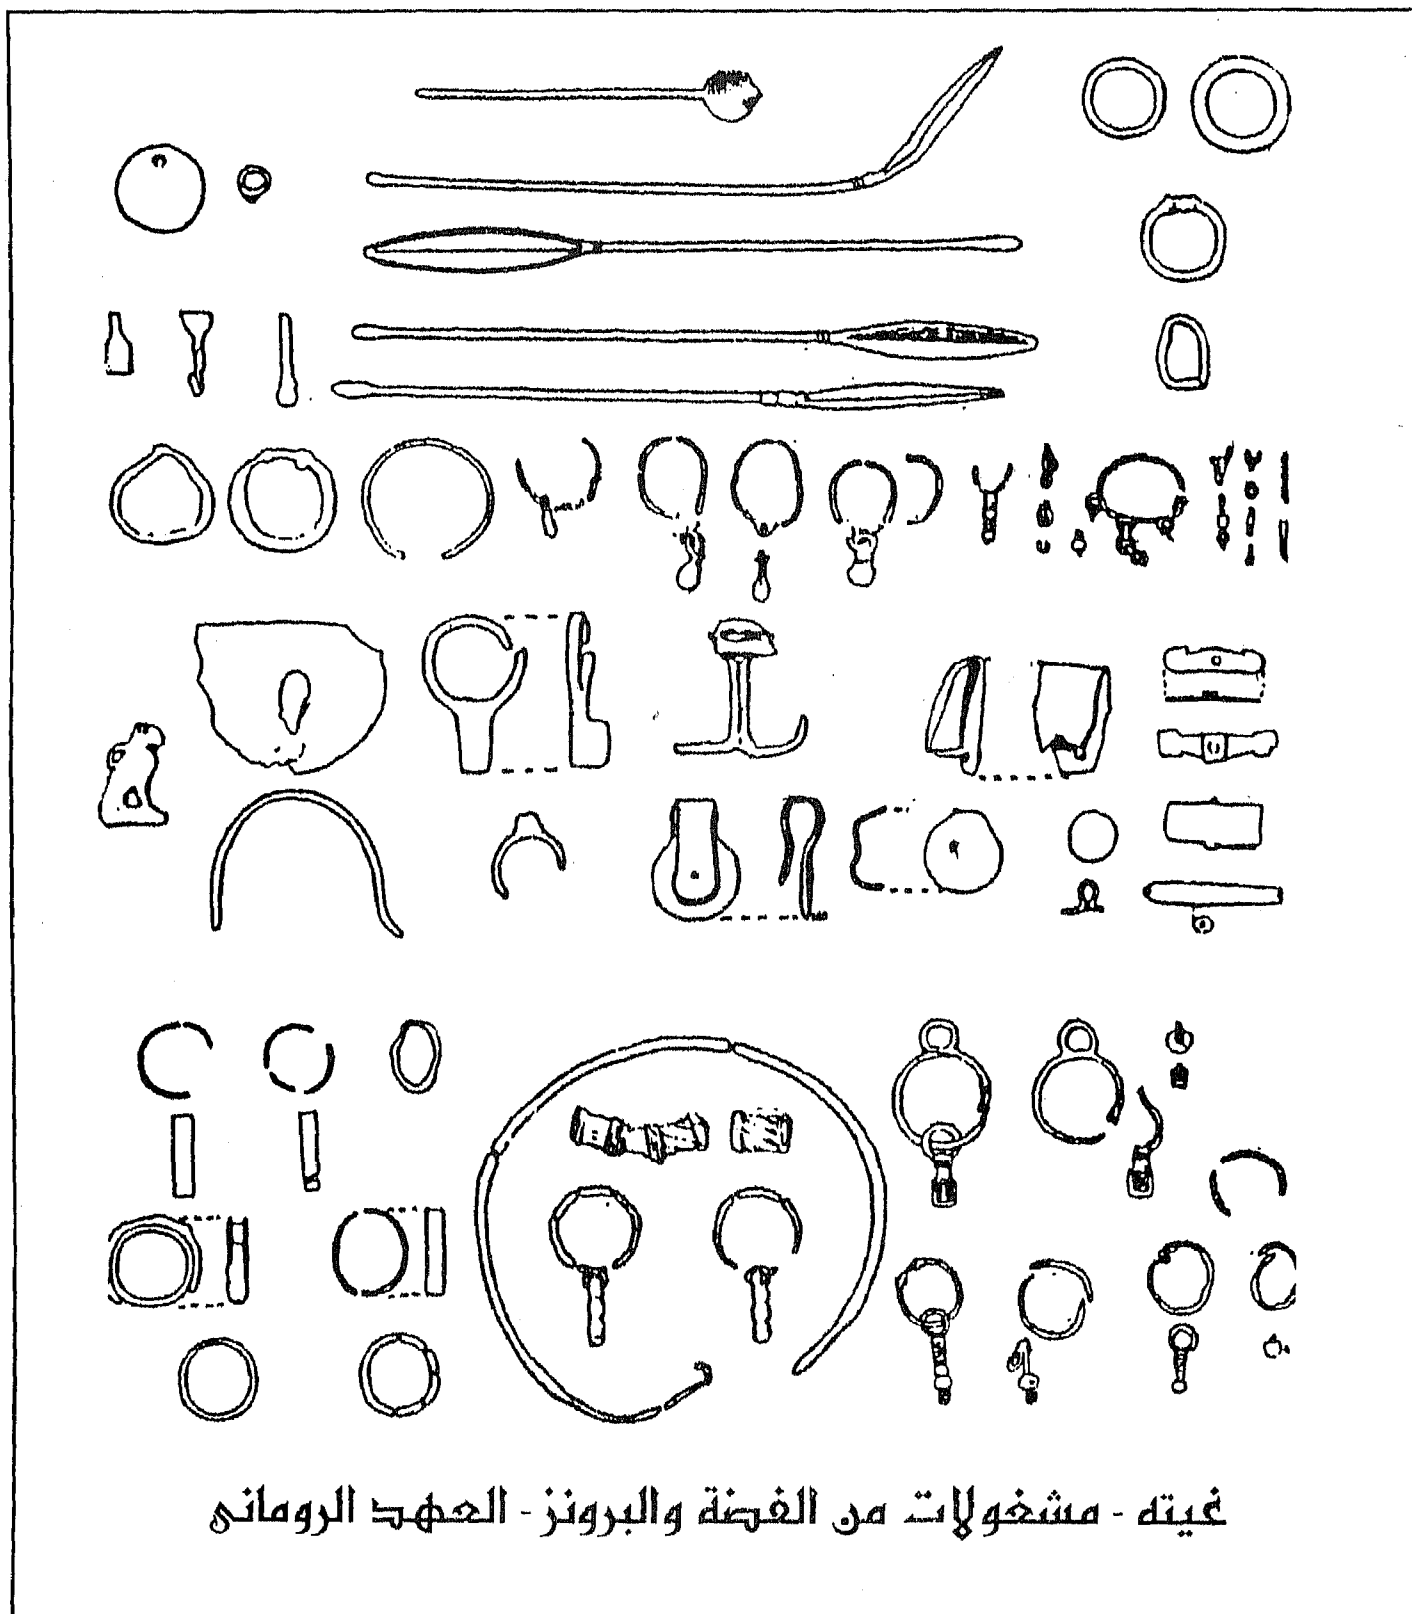 غيته - مشغولات من الفضة والبرونز - العهد الرومانى